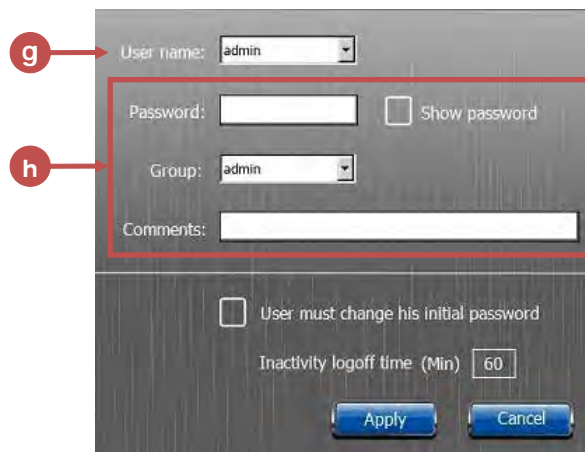 g User name: admin
Password: Show password
h Group: admin
Comments:
User must change his initial password
Inactivity logoff time (Min) 60
Apply Cancel